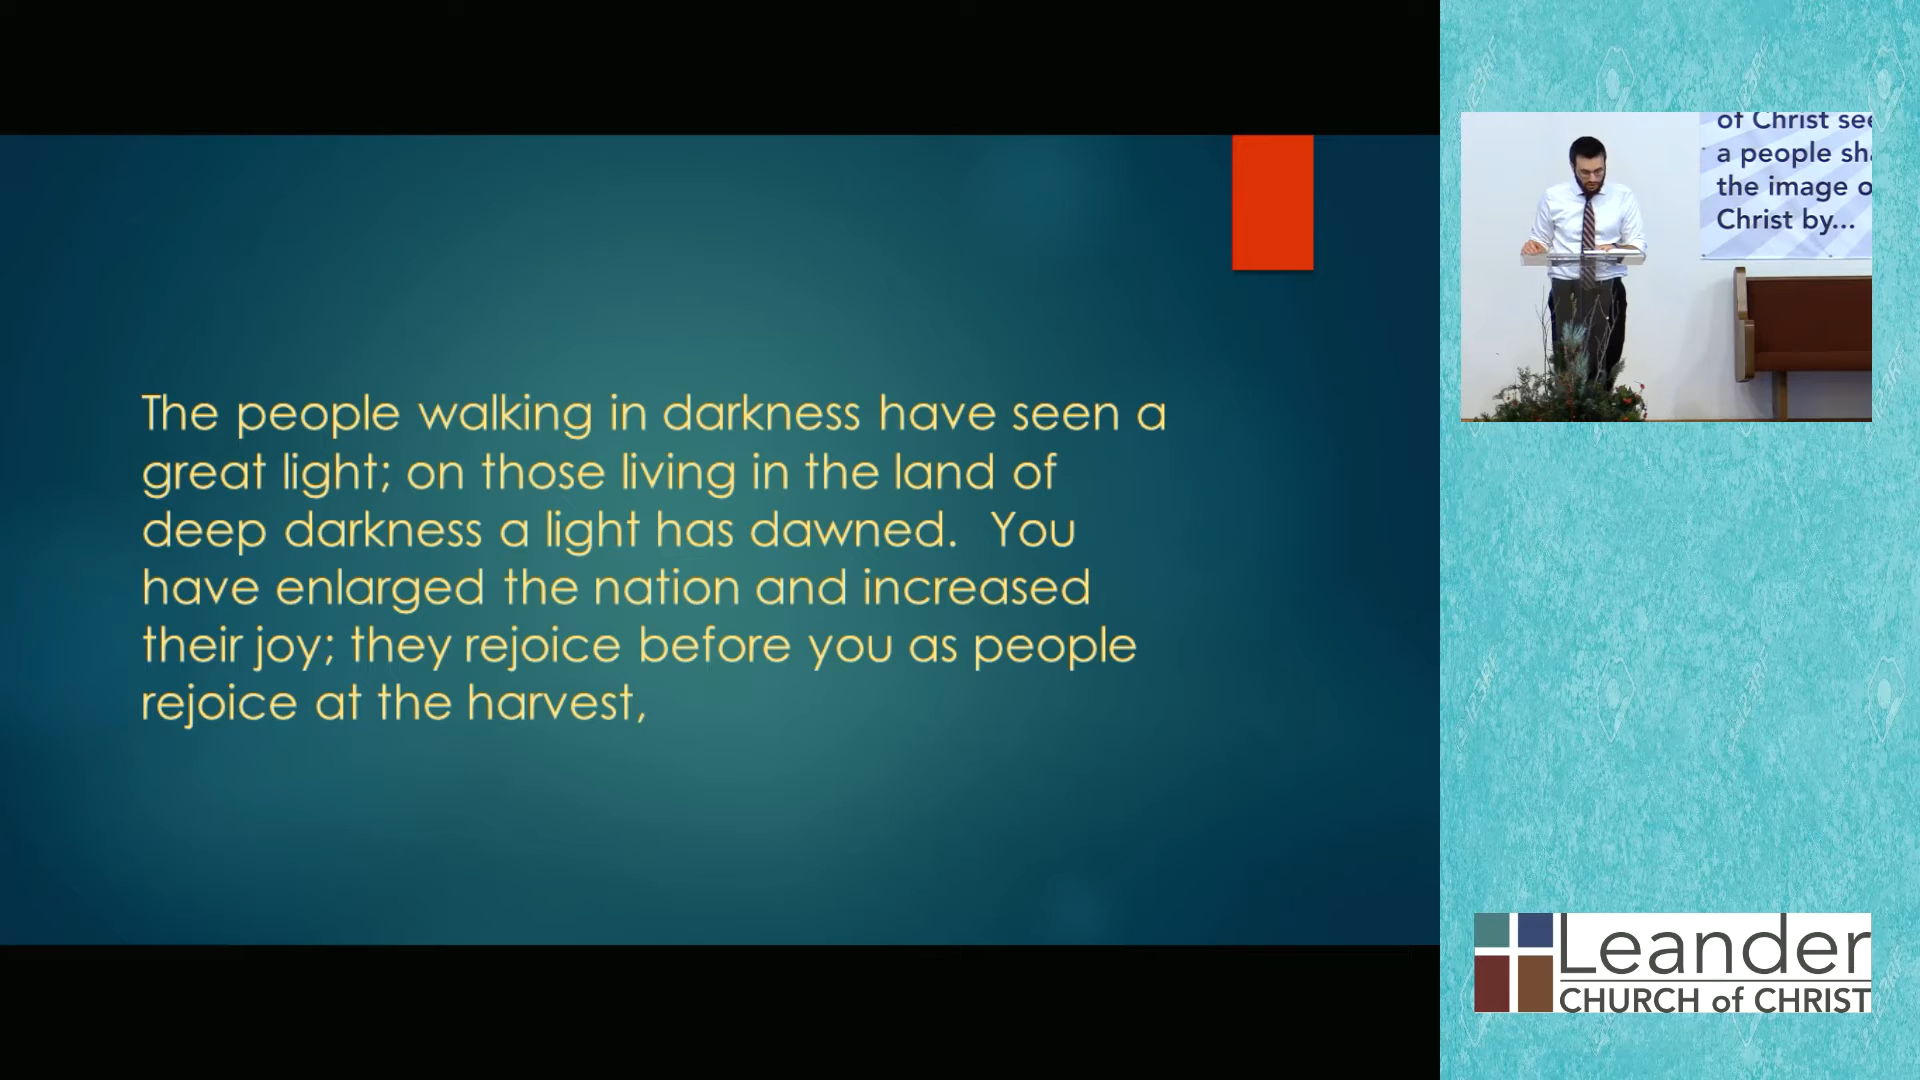 The people walking in darkness have seen a
great light; on those living in the land of
deep darkness a light has dawned.  You
have enlarged the nation and increased
their joy; they rejoice before you as people
rejoice at the harvest,
of Christ see
a people sha
the image o
Christ by...
Leander
CHURCH of CHRIST